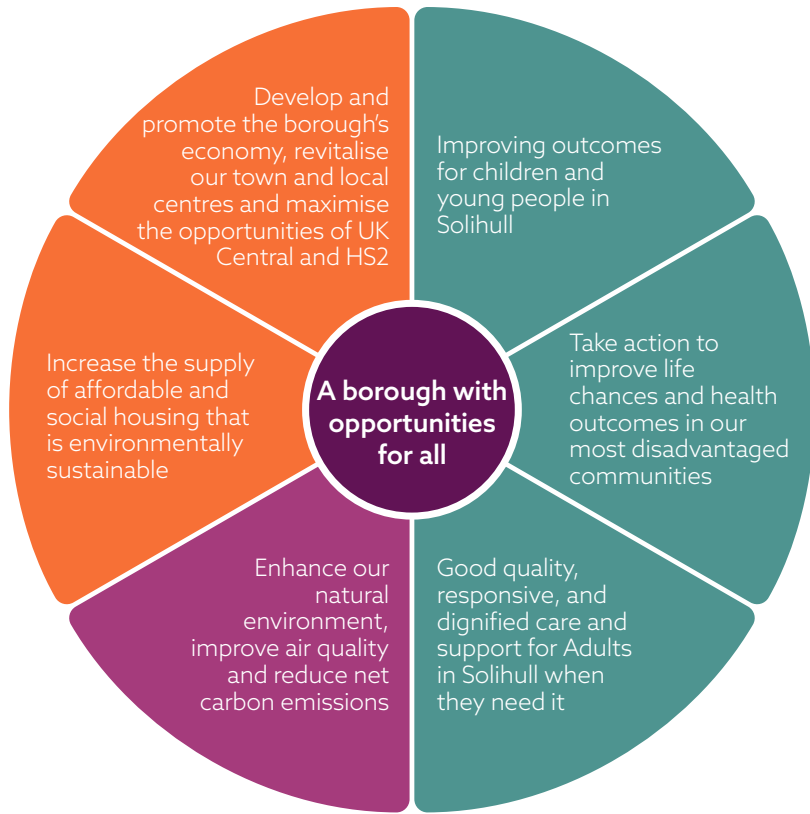 Develop and
promote the borough's
economy, revitalise
our town and local
centres and maximise
the opportunities of UK
Central and HS2
Improving outcomes
for children and
young people in
Solihull
Increase the supply
of affordable and
social housing that
is environmentally
sustainable
A borough with
opportunities
for all
Take action to
improve life
chances and health
outcomes in our
most disadvantaged
communities
Enhance our
natural
environment,
improve air quality
and reduce net
carbon emissions
Good quality,
responsive, and
dignified care and
support for Adults
in Solihull when
they need it